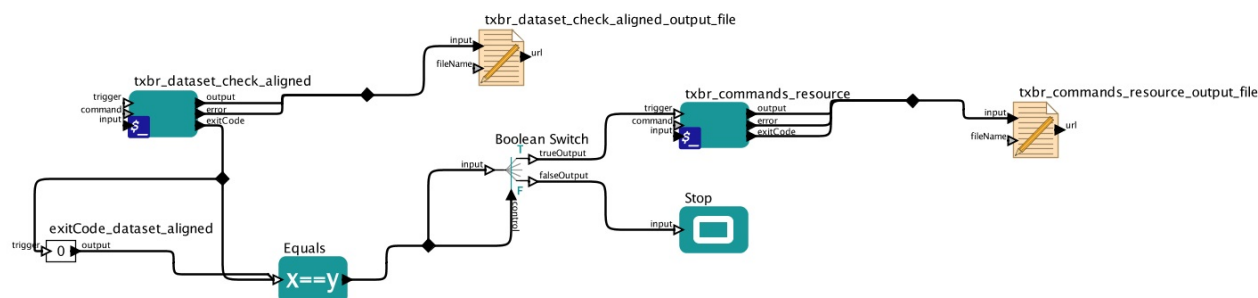 txbr_dataset_check_aligned_output_file
input
url
fileName
txbr_dataset_check_aligned
trigger
output
command
error
input
exitCode
$_
txbr_commands_resource
trigger
output
command
error
input
exitCode
$_
txbr_commands_resource_output_file
input
url
fileName
Boolean Switch
T
trueOutput
input
falseOutput
F
control
Stop
input
exitCode_dataset_aligned
trigger
0
output
Equals
x==y